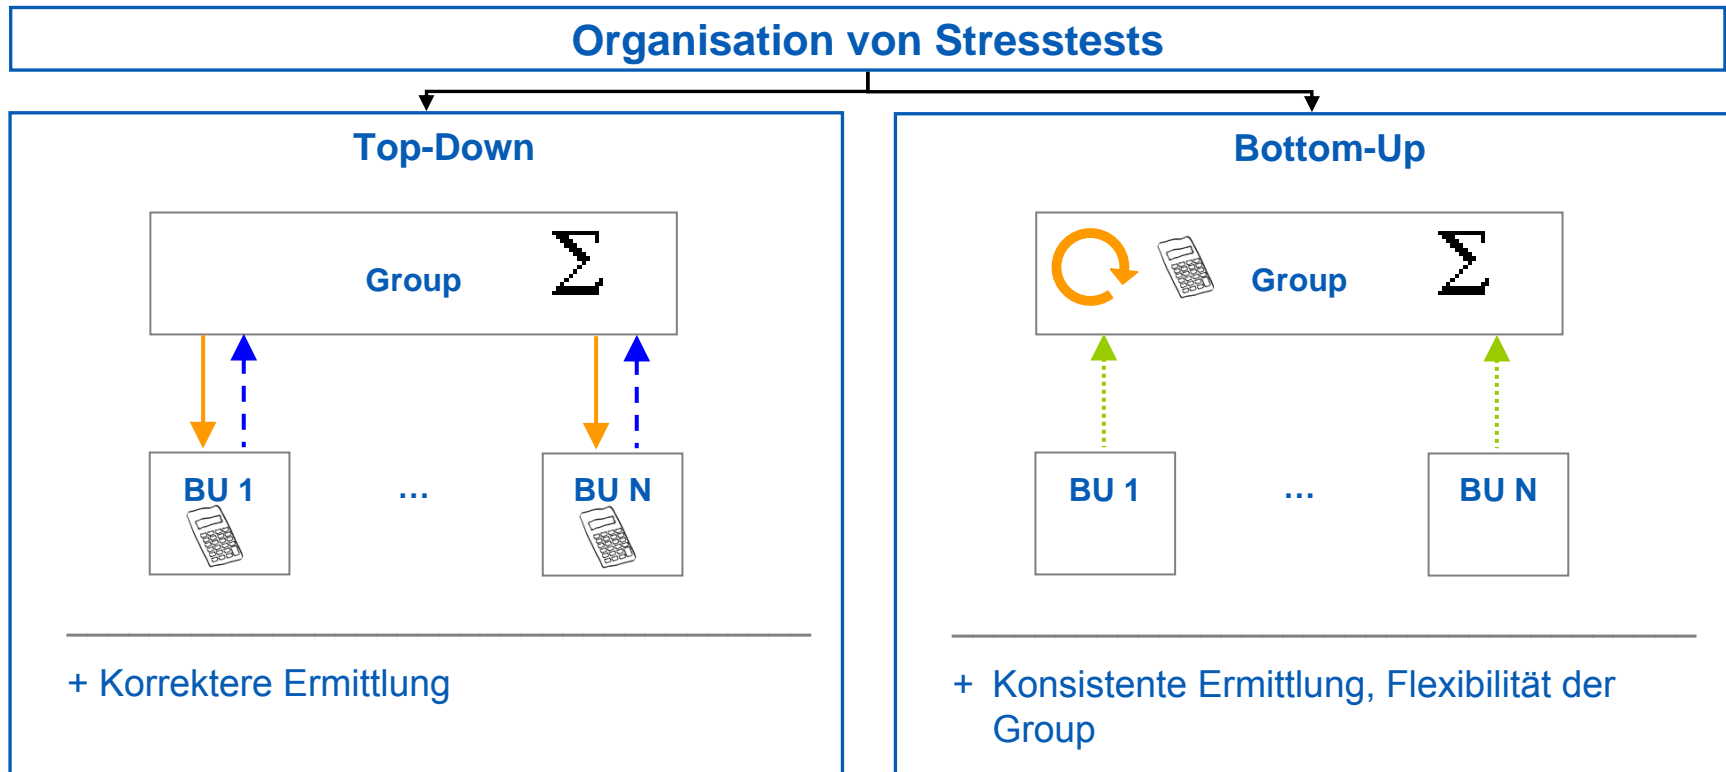 Organisation von Stresstests
Top-Down
Group Σ
BU 1 … BU N
+ Korrektere Ermittlung
Bottom-Up
Group Σ
BU 1 … BU N
+ Konsistente Ermittlung, Flexibilität der
Group